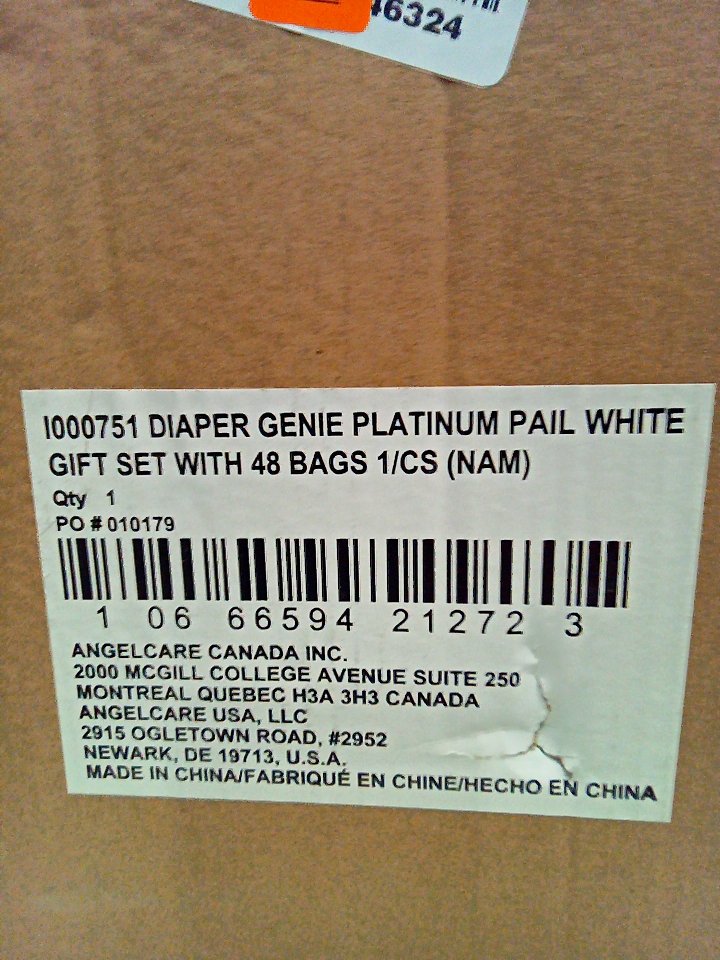 46324
I000751 DIAPER GENIE PLATINUM PAIL WHITE
GIFT SET WITH 48 BAGS 1/CS (NAM)
Qty 1
PO # 010179
1 06 66594 21272 3
ANGELCARE CANADA INC.
2000 MCGILL COLLEGE AVENUE SUITE 250
MONTREAL QUEBEC H3A 3H3 CANADA
ANGELCARE USA, LLC
2915 OGLETOWN ROAD, #2952
NEWARK, DE 19713, U.S.A.
MADE IN CHINA/FABRIQUÉ EN CHINE/HECHO EN CHINA